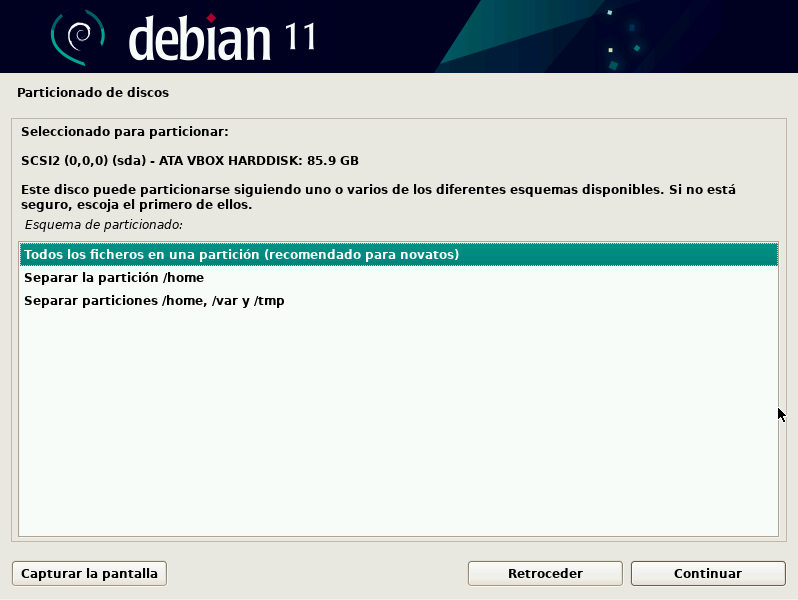 debian 11
Particionado de discos
Seleccionado para particionar:
SCSI2 (0,0,0) (sda) - ATA VBOX HARDDISK: 85.9 GB
Este disco puede particionarse siguiendo uno o varios de los diferentes esquemas disponibles. Si no está
seguro, escoja el primero de ellos.
Esquema de particionado:
Todos los ficheros en una partición (recomendado para novatos)
Separar la partición /home
Separar particiones /home, /var y /tmp
Capturar la pantalla
Retroceder
Continuar